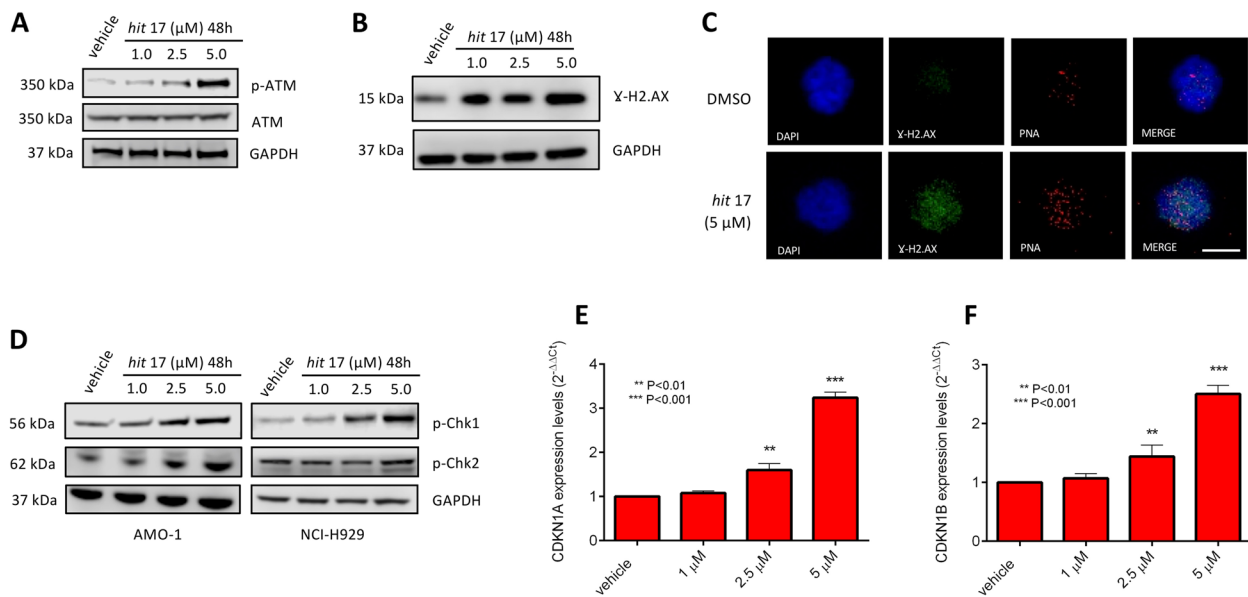 A
vehicle
hit 17 (µM) 48h
1.0 2.5 5.0
350 kDa p-ATM
350 kDa ATM
37 kDa GAPDH
B
vehicle
hit 17 (µM) 48h
1.0 2.5 5.0
15 kDa Ɣ-H2.AX
37 kDa GAPDH
C
DMSO
DAPI Ɣ-H2.AX PNA MERGE
hit 17
(5 µM)
DAPI Ɣ-H2.AX PNA MERGE
D
vehicle
hit 17 (µM) 48h
1.0 2.5 5.0
vehicle
hit 17 (µM) 48h
1.0 2.5 5.0
56 kDa p-Chk1
62 kDa p-Chk2
37 kDa GAPDH
AMO-1 NCI-H929
E
CDKN1A expression levels (2-ΔΔCt)
4
3
2
1
0
** P<0.01
*** P<0.001
**
***
vehicle
1 µM
2.5 µM
5 µM
F
CDKN1B expression levels (2-ΔΔCt)
3
2
1
0
** P<0.01
*** P<0.001
**
***
vehicle
1 µM
2.5 µM
5 µM